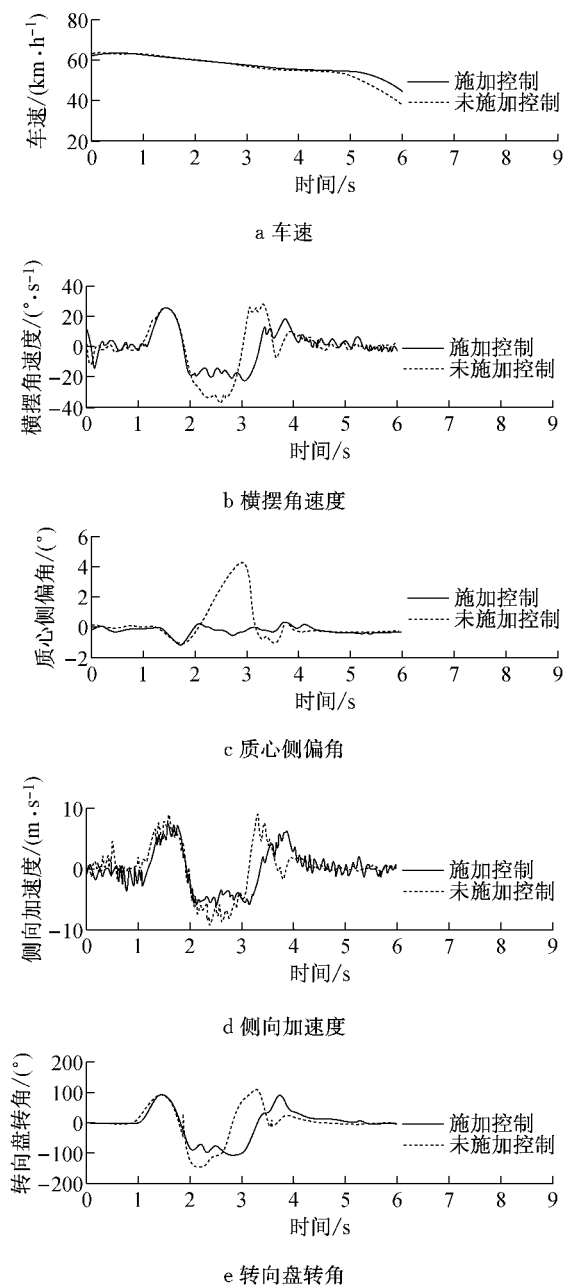 80
60
40
20
车速/(km·h⁻¹)
施加控制
未施加控制
0 1 2 3 4 5 6 7 8 9
时间/s
a 车速
40
20
0
-20
-40
横摆角速度/(°·s⁻¹)
施加控制
未施加控制
0 1 2 3 4 5 6 7 8 9
时间/s
b 横摆角速度
6
4
2
0
-2
质心侧偏角/(°)
施加控制
未施加控制
0 1 2 3 4 5 6 7 8 9
时间/s
c 质心侧偏角
10
0
-10
侧向加速度/(m·s⁻¹)
施加控制
未施加控制
0 1 2 3 4 5 6 7 8 9
时间/s
d 侧向加速度
200
100
0
-100
-200
转向盘转角/(°)
施加控制
未施加控制
0 1 2 3 4 5 6 7 8 9
时间/s
e 转向盘转角